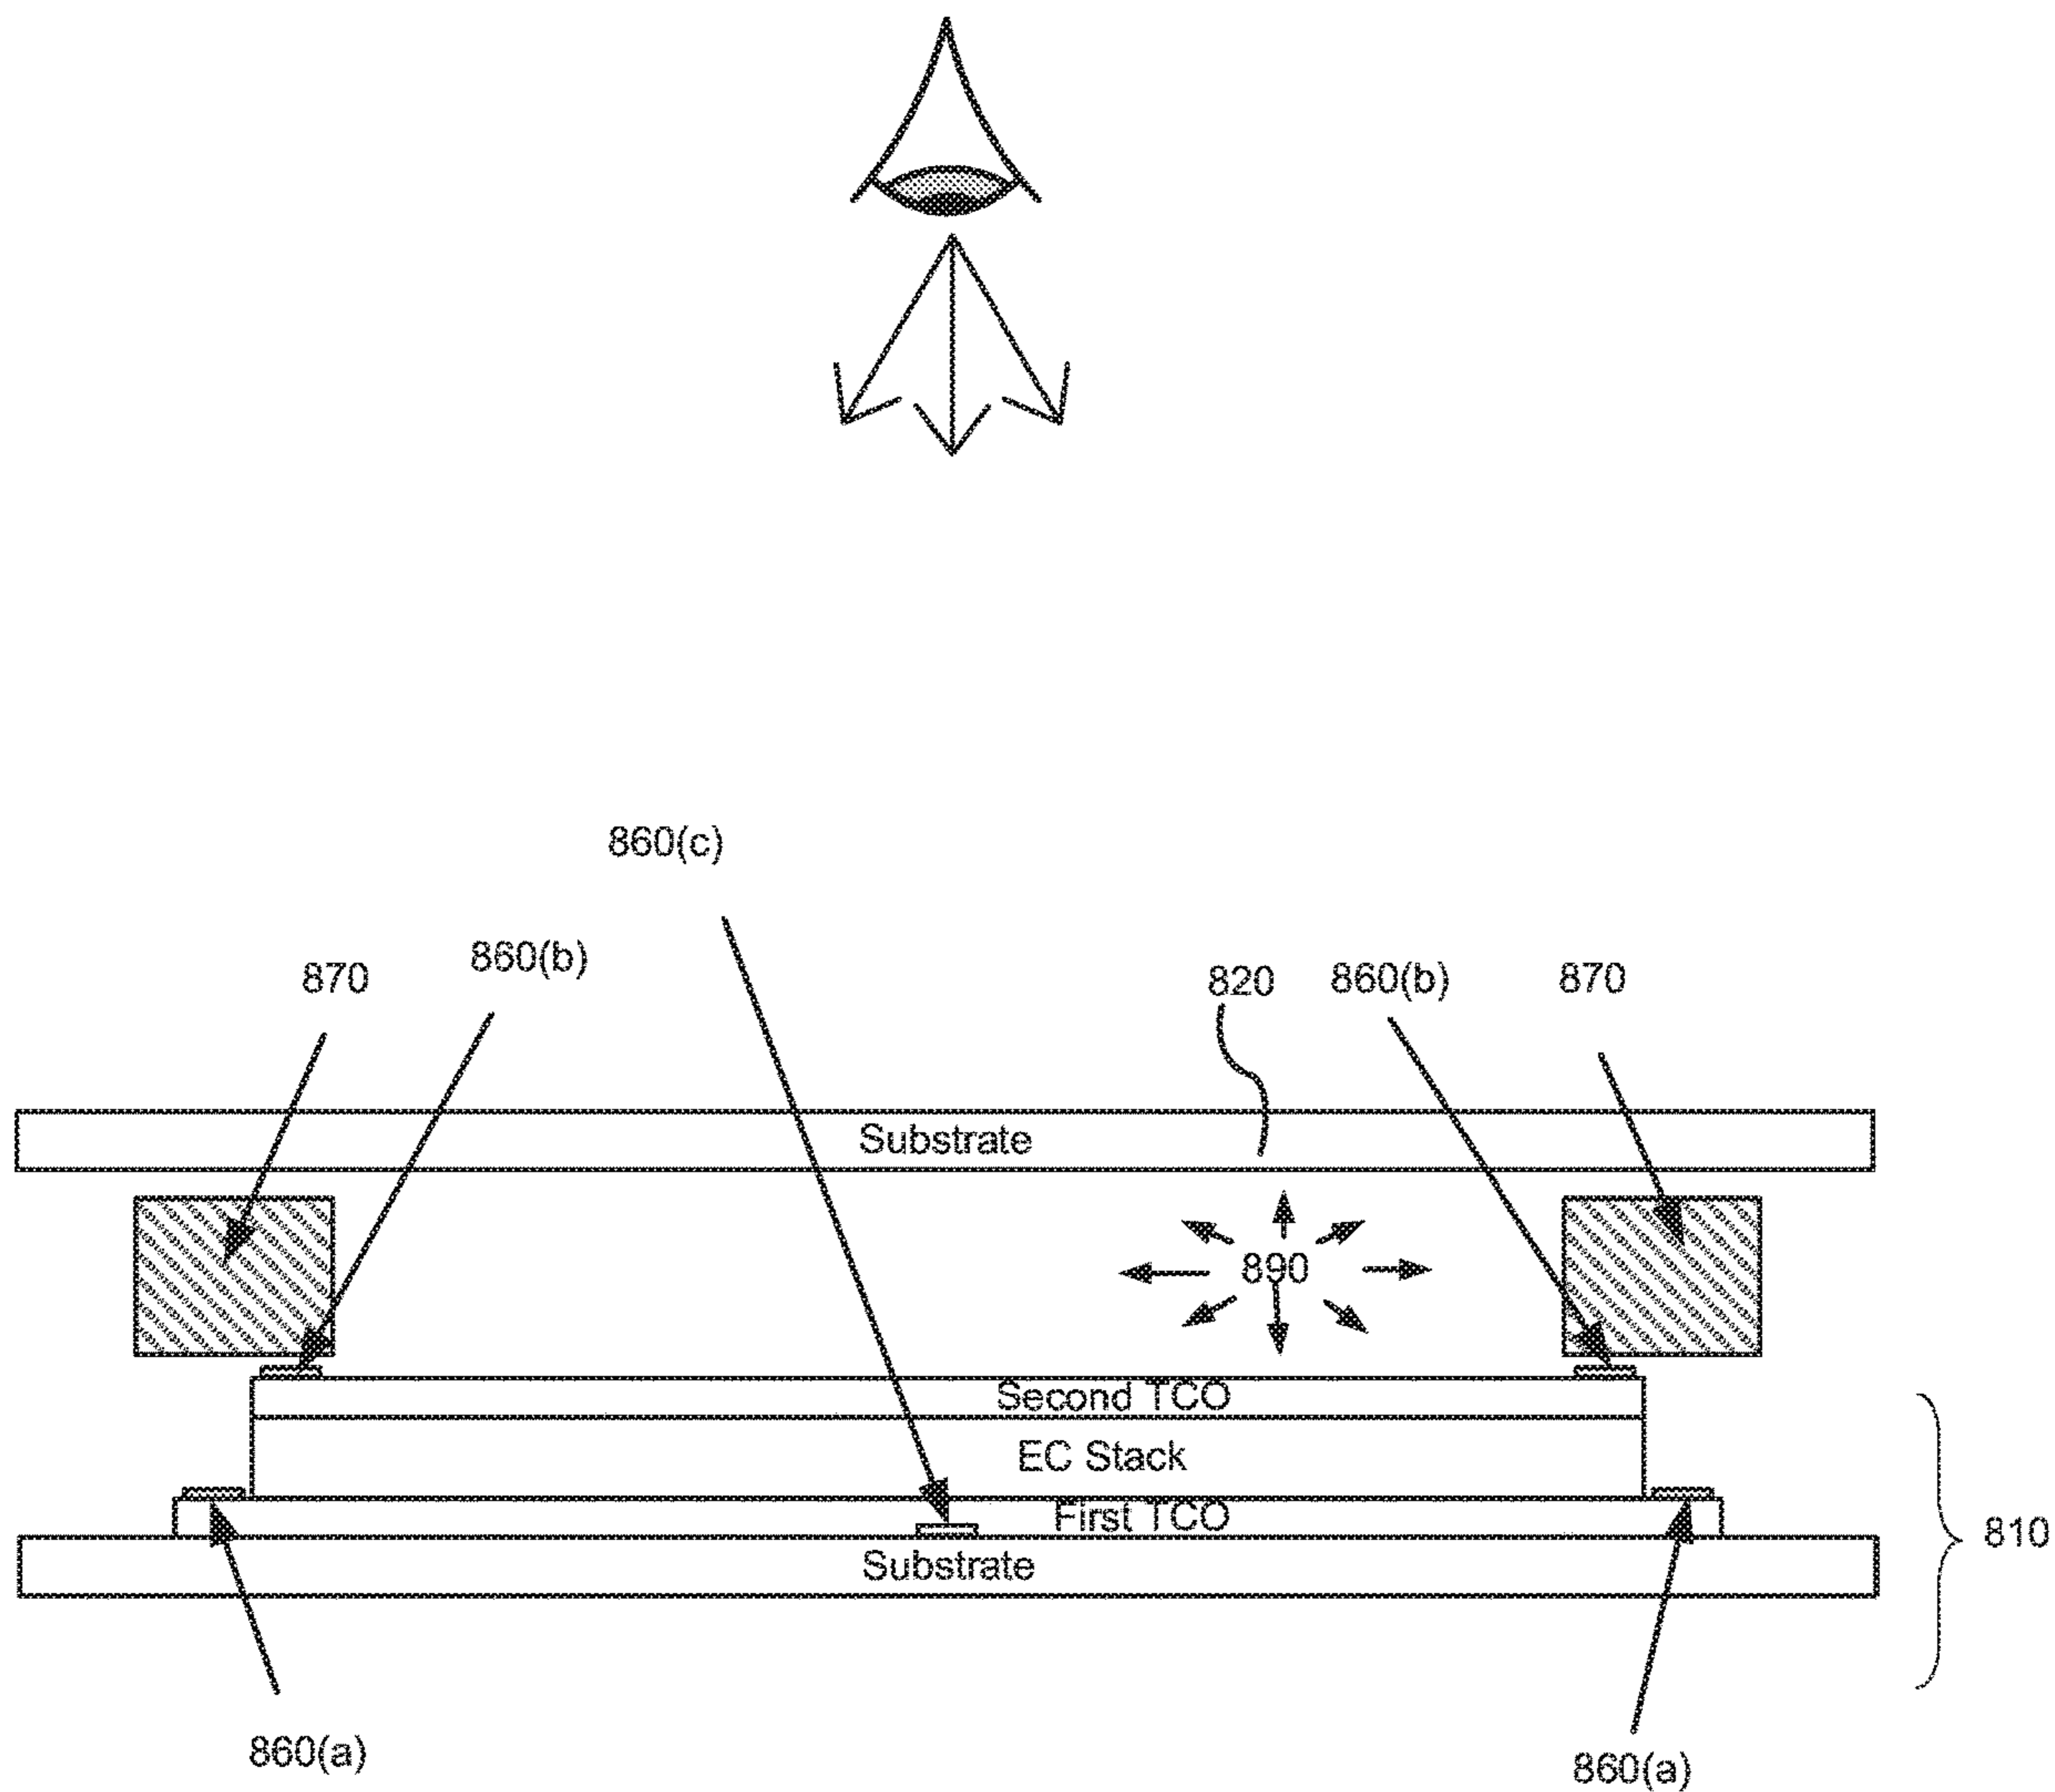 860(c)
860(b)
870
820
860(b)
870
Substrate
890
Second TCO
EC Stack
First TCO
Substrate
810
860(a)
860(a)